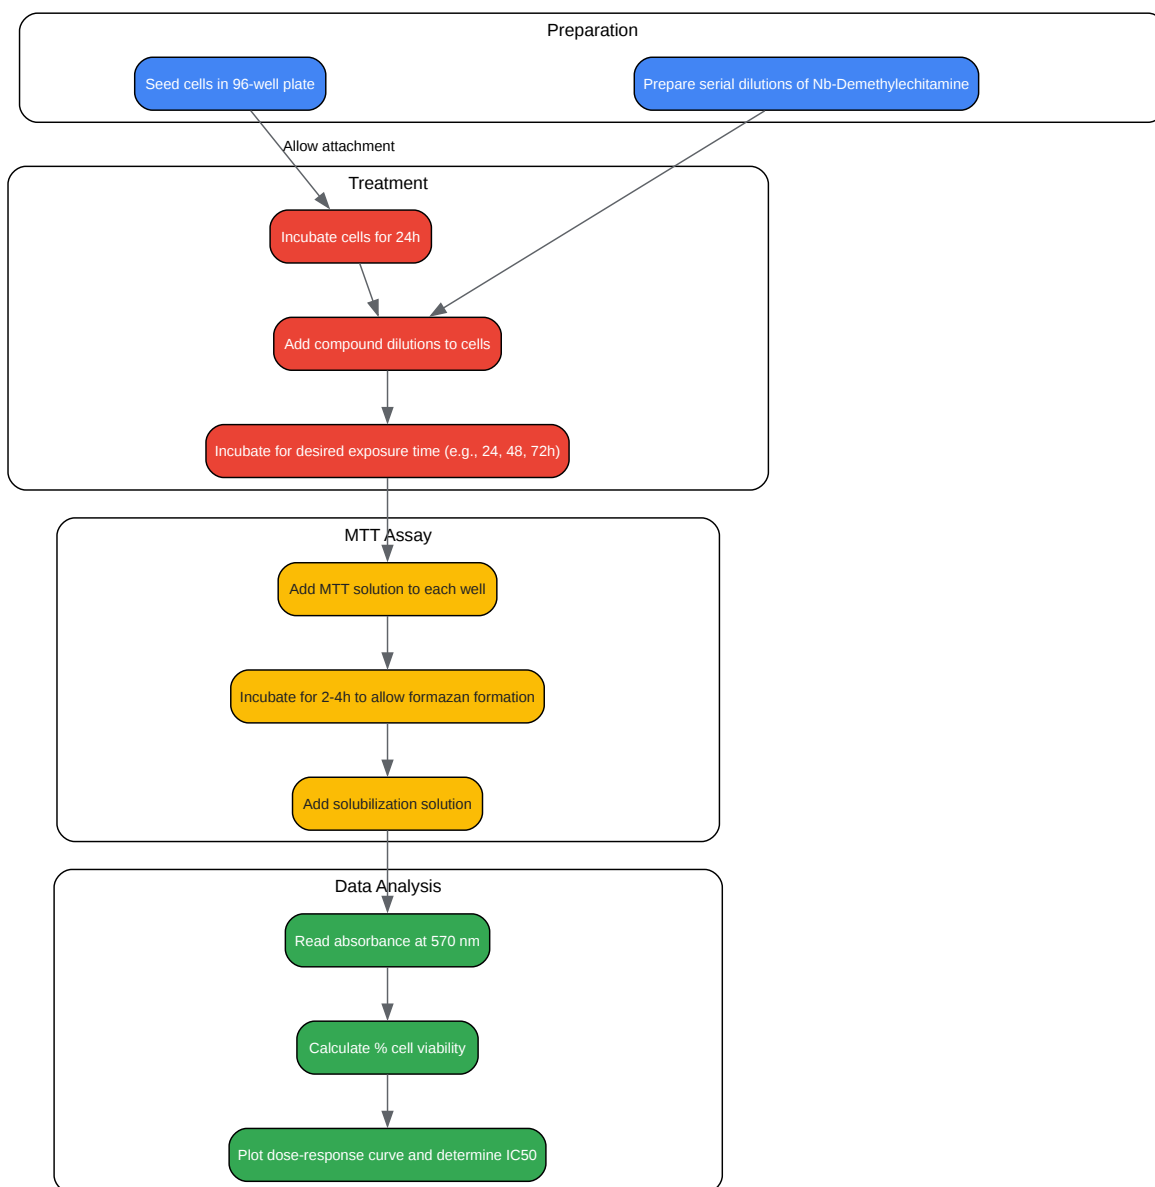 Preparation
Seed cells in 96-well plate
Prepare serial dilutions of Nb-Demethylechitamine
Allow attachment
Treatment
Incubate cells for 24h
Add compound dilutions to cells
Incubate for desired exposure time (e.g., 24, 48, 72h)
MTT Assay
Add MTT solution to each well
Incubate for 2-4h to allow formazan formation
Add solubilization solution
Data Analysis
Read absorbance at 570 nm
Calculate % cell viability
Plot dose-response curve and determine IC50